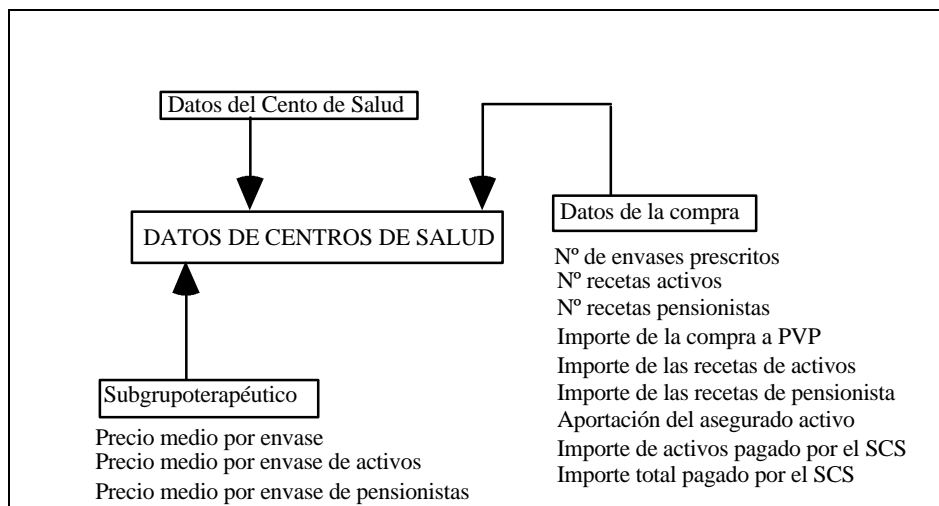 Datos del Cento de Salud
DATOS DE CENTROS DE SALUD
Datos de la compra
Nº de envases prescritos
Nº recetas activos
Nº recetas pensionistas
Importe de la compra a PVP
Importe de las recetas de activos
Importe de las recetas de pensionista
Aportación del asegurado activo
Importe de activos pagado por el SCS
Importe total pagado por el SCS
Subgrupoterapéutico
Precio medio por envase
Precio medio por envase de activos
Precio medio por envase de pensionistas